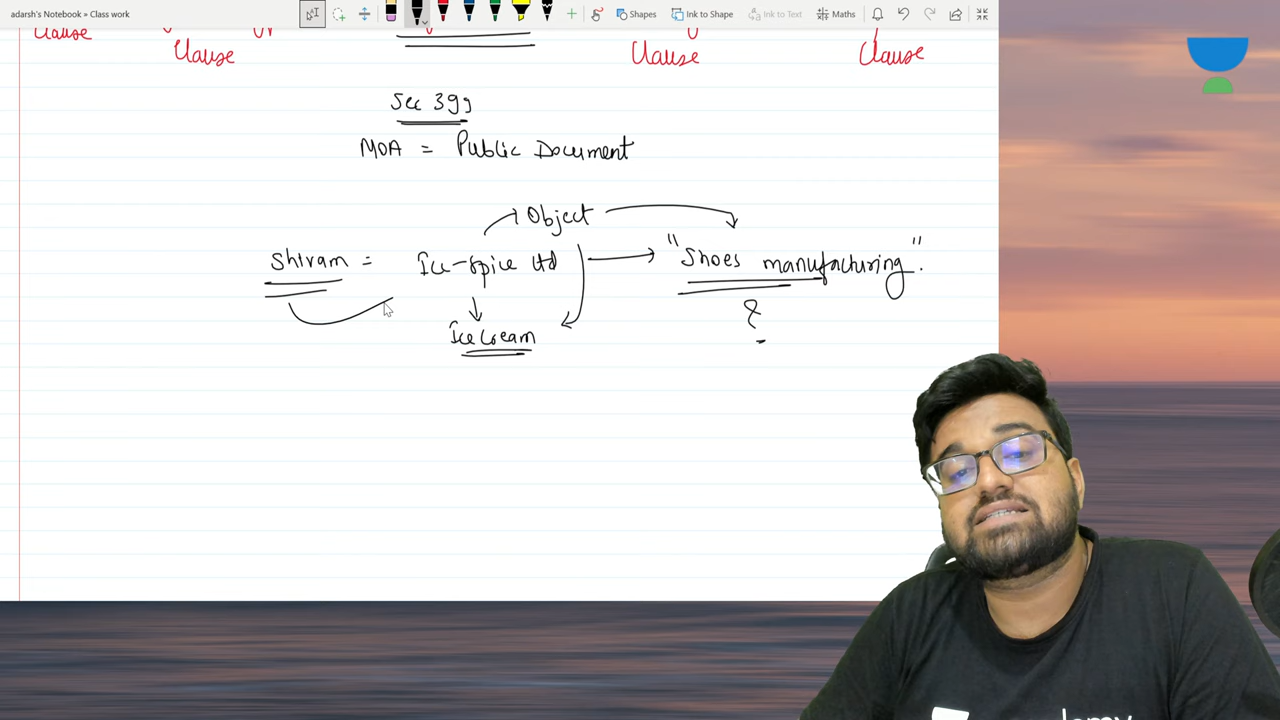 adarsh's Notebook » Class work
Shapes Ink to Shape Ink to Text Maths
Clause Clause Clause Clause
Sec 399
MOA = Public Document
Object
Shivam = Ice-spice ltd "Shoes manufacturing".
?
Ice Cream